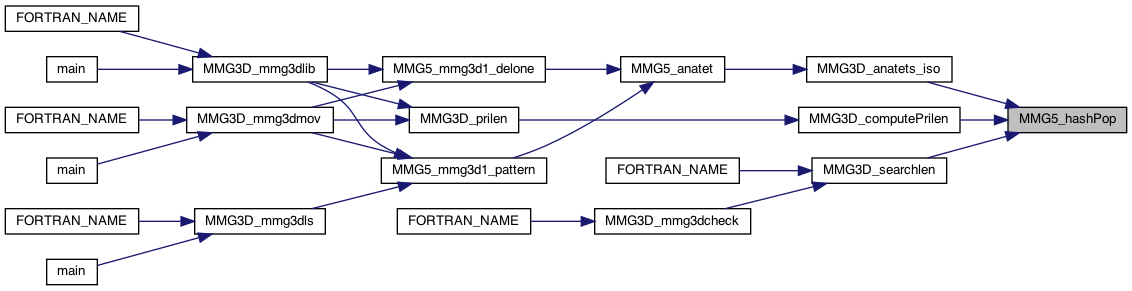 FORTRAN_NAME
main
MMG3D_mmg3dlib
MMG5_mmg3d1_delone
MMG5_anatet
MMG3D_anatets_iso
FORTRAN_NAME
MMG3D_mmg3dmov
MMG3D_prilen
MMG3D_computePrilen
MMG5_hashPop
main
MMG5_mmg3d1_pattern
FORTRAN_NAME
MMG3D_searchlen
FORTRAN_NAME
MMG3D_mmg3dls
FORTRAN_NAME
MMG3D_mmg3dcheck
main